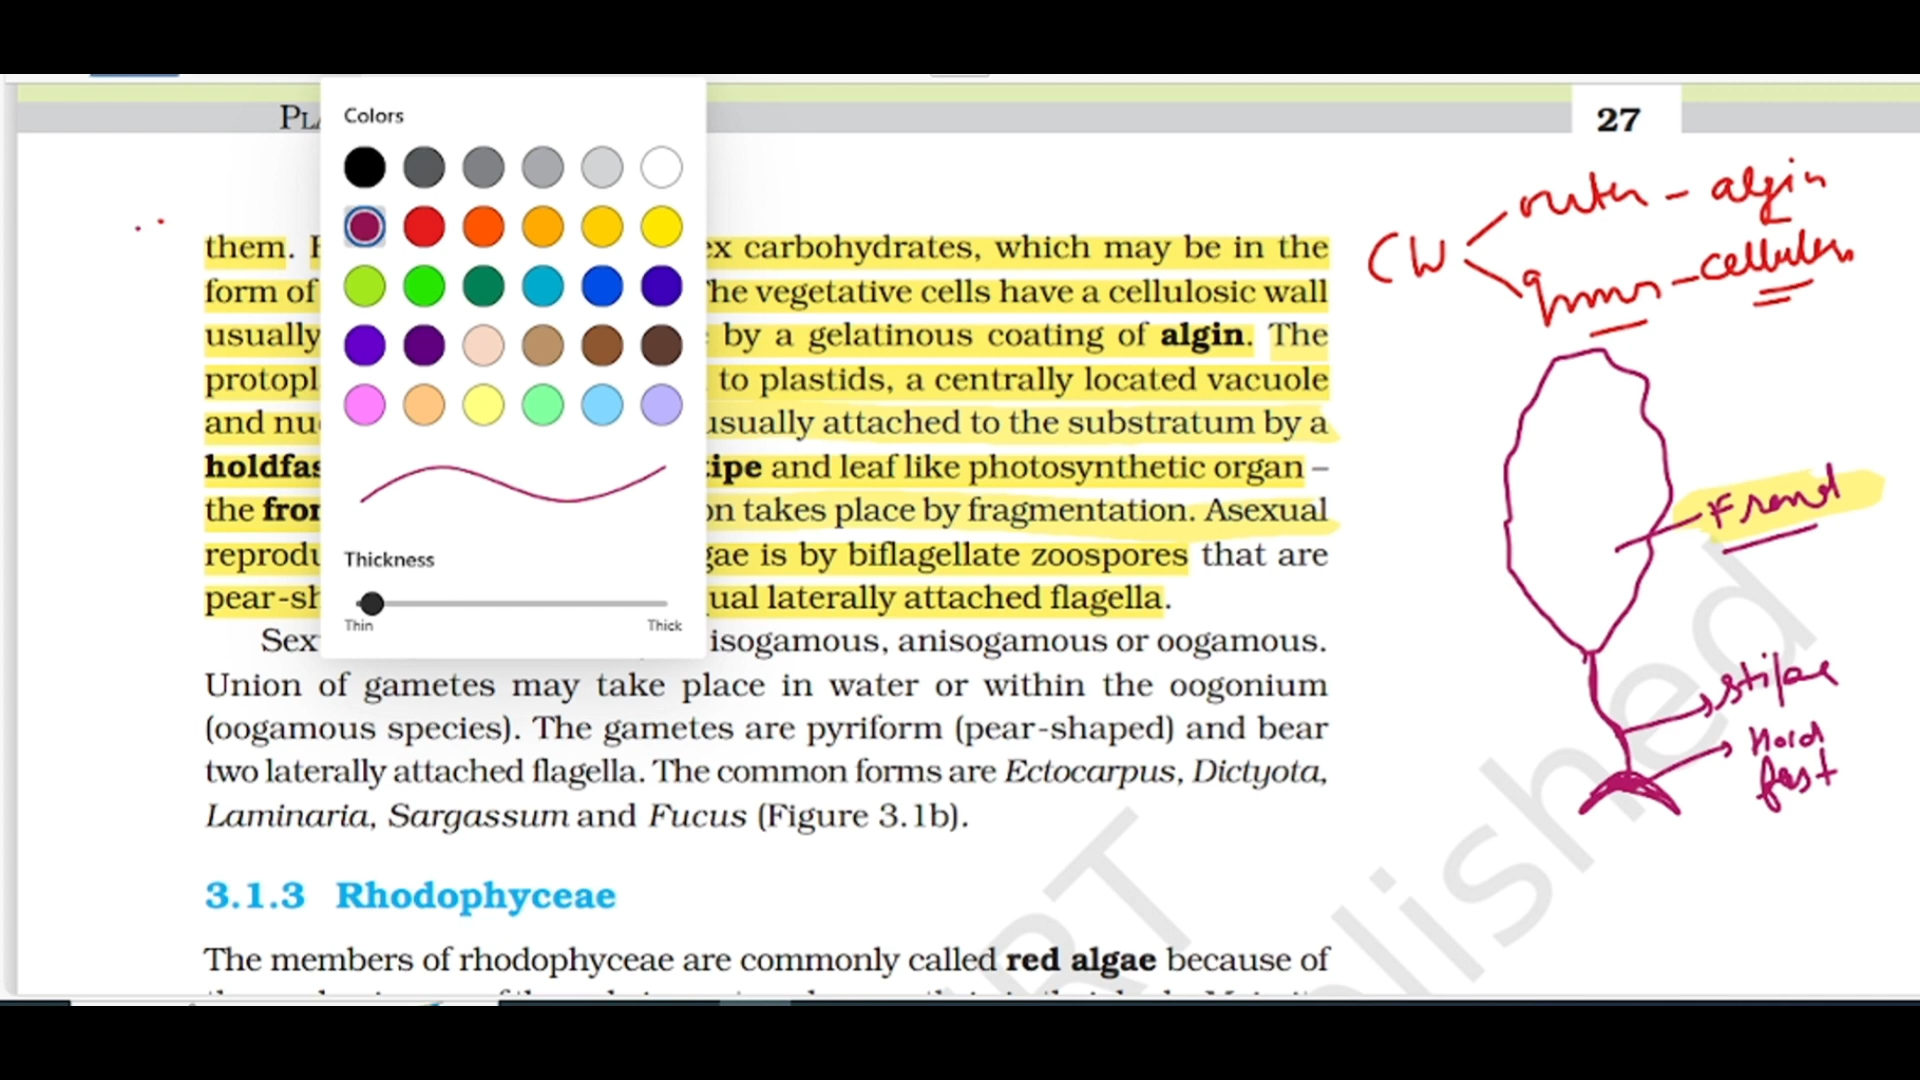 PLA
27
Colors
them. F
ex carbohydrates, which may be in the
form of
The vegetative cells have a cellulosic wall
usually
by a gelatinous coating of algin. The
protopl
to plastids, a centrally located vacuole
and nu
usually attached to the substratum by a
holdfas
tipe and leaf like photosynthetic organ –
the fron
on takes place by fragmentation. Asexual
reprodu
gae is by biflagellate zoospores that are
pear-sh
ual laterally attached flagella.
Thickness
Thin Thick
Sex
isogamous, anisogamous or oogamous.
Union of gametes may take place in water or within the oogonium
(oogamous species). The gametes are pyriform (pear-shaped) and bear
two laterally attached flagella. The common forms are Ectocarpus, Dictyota,
Laminaria, Sargassum and Fucus (Figure 3.1b).
3.1.3 Rhodophyceae
The members of rhodophyceae are commonly called red algae because of
CW
outer - algin
Frond
stipe
Hold
fast
RT
blished